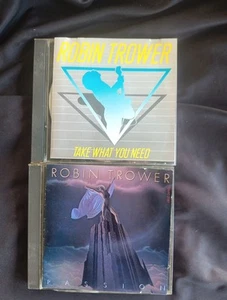 ROBIN TROWER
TAKE WHAT YOU NEED
ROBIN TROWER
PASSION